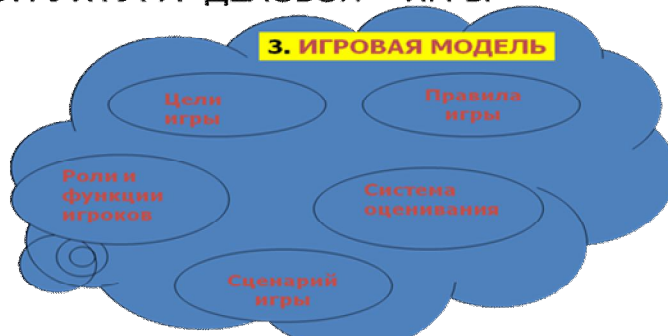 3. ИГРОВАЯ МОДЕЛЬ
Цели
игры
Правила
игры
Роли и
функции
игроков
Система
оценивания
Сценарий
игры